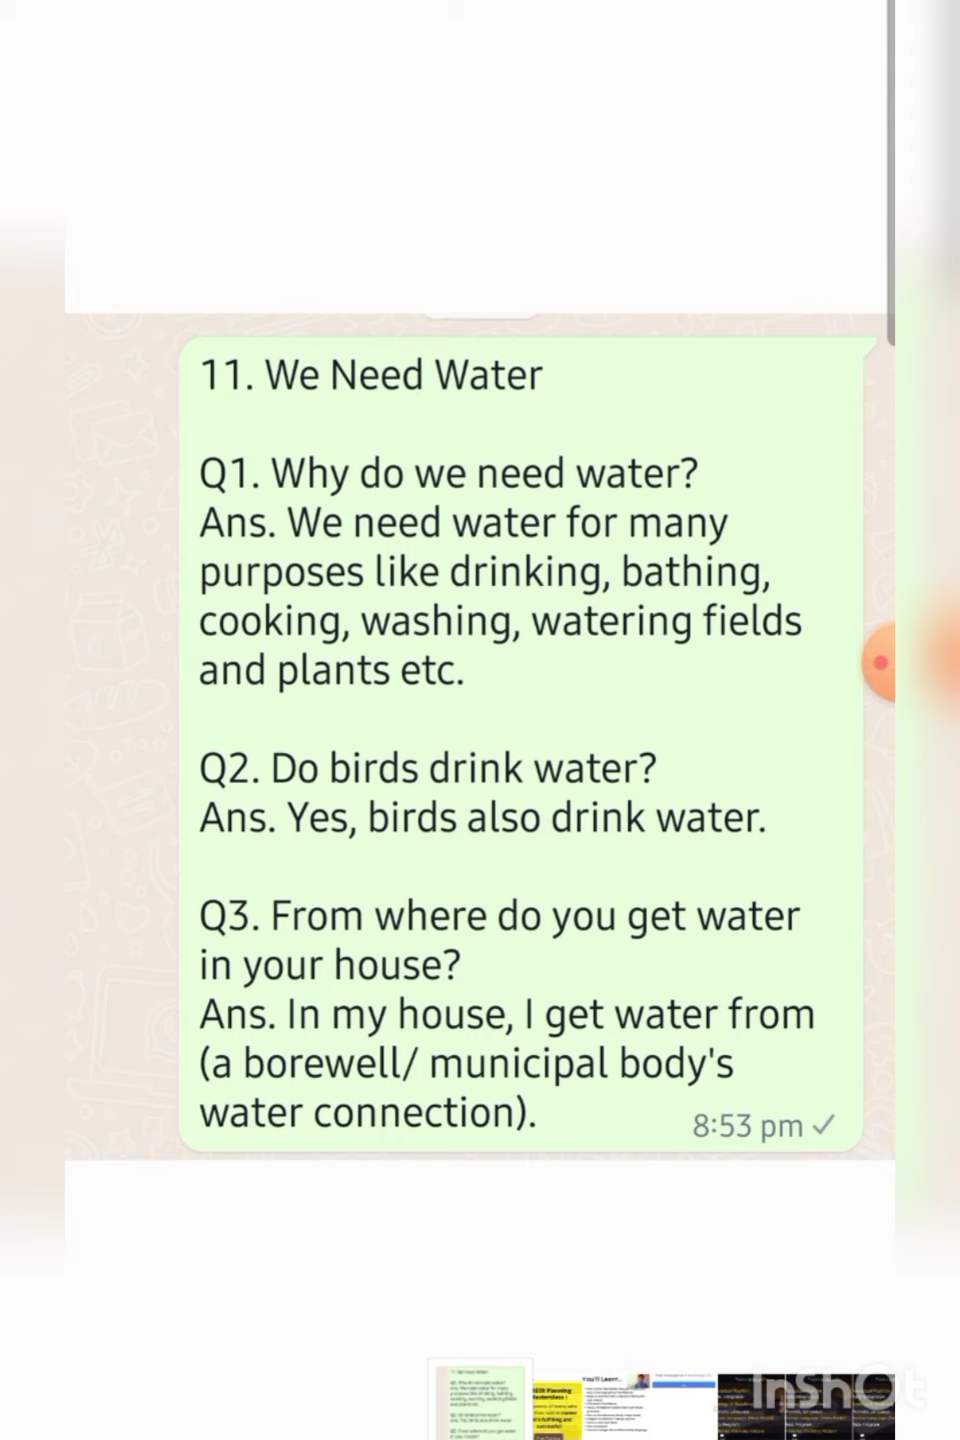 11. We Need Water
Q1. Why do we need water?
Ans. We need water for many
purposes like drinking, bathing,
cooking, washing, watering fields
and plants etc.
Q2. Do birds drink water?
Ans. Yes, birds also drink water.
Q3. From where do you get water
in your house?
Ans. In my house, I get water from
(a borewell/ municipal body's
water connection).
8:53 pm
You'll Learn...
InShOt